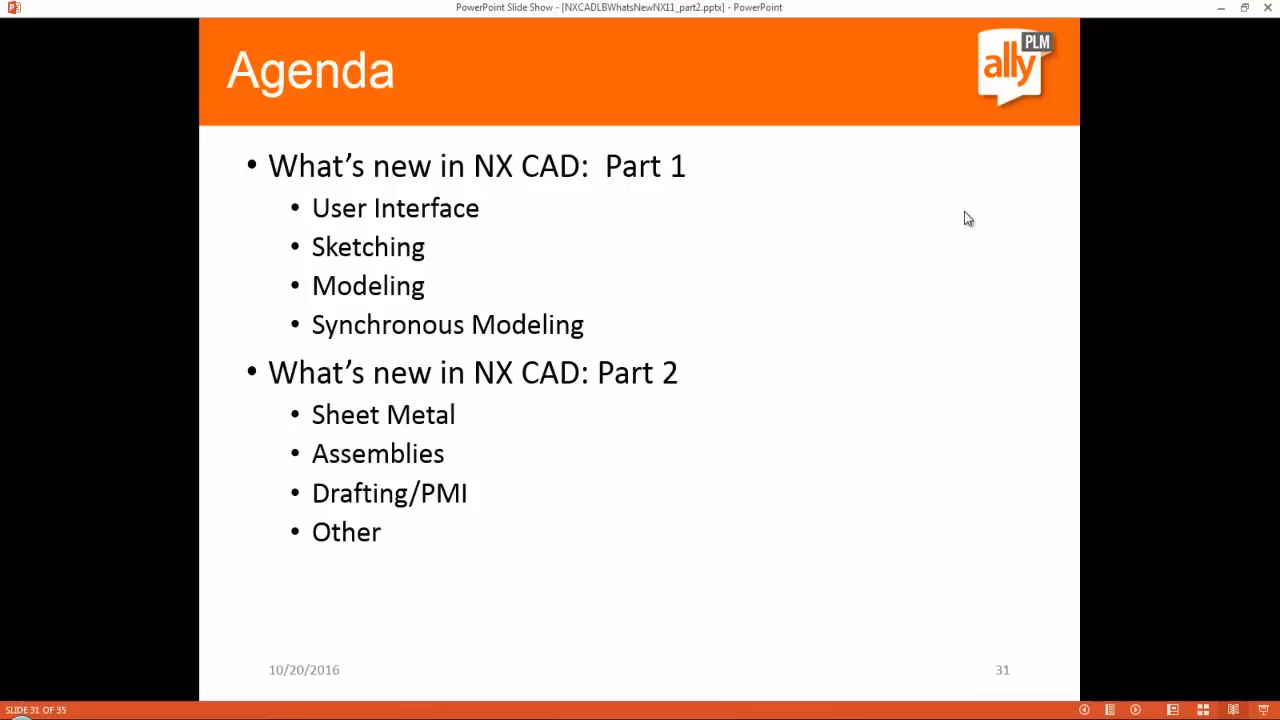 PowerPoint Slide Show - [NXCADLBWhatsNewNX11_part2.pptx] - PowerPoint
Agenda
PLM
ally
• What's new in NX CAD:  Part 1
• User Interface
• Sketching
• Modeling
• Synchronous Modeling
• What's new in NX CAD: Part 2
• Sheet Metal
• Assemblies
• Drafting/PMI
• Other
10/20/2016
31
SLIDE 31 OF 35